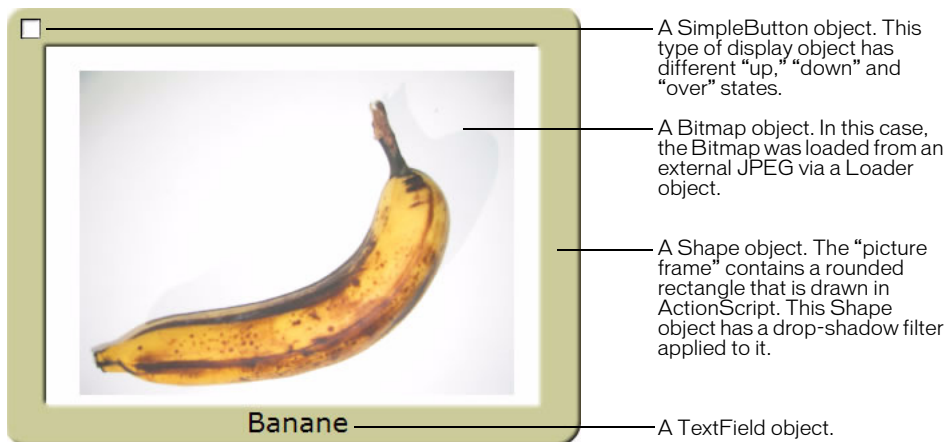 A SimpleButton object. This
type of display object has
different “up,” “down” and
“over” states.
A Bitmap object. In this case,
the Bitmap was loaded from an
external JPEG via a Loader
object.
A Shape object. The “picture
frame” contains a rounded
rectangle that is drawn in
ActionScript. This Shape
object has a drop-shadow filter
applied to it.
Banane
A TextField object.